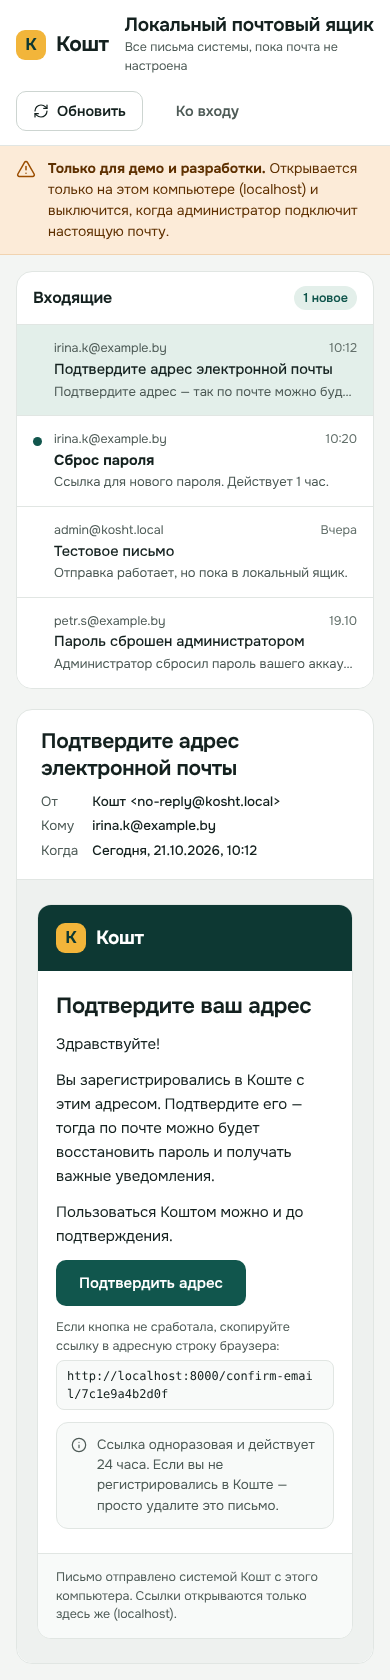 K Кошт
Локальный почтовый ящик
Все письма системы, пока почта не
настроена
Обновить
Ко входу
Только для демо и разработки. Открывается
только на этом компьютере (localhost) и
выключится, когда администратор подключит
настоящую почту.
Входящие
1 новое
irina.k@example.by 10:12
Подтвердите адрес электронной почты
Подтвердите адрес — так по почте можно буд...
irina.k@example.by 10:20
Сброс пароля
Ссылка для нового пароля. Действует 1 час.
admin@kosht.local Вчера
Тестовое письмо
Отправка работает, но пока в локальный ящик.
petr.s@example.by 19.10
Пароль сброшен администратором
Администратор сбросил пароль вашего аккау...
Подтвердите адрес
электронной почты
От Кошт <no-reply@kosht.local>
Кому irina.k@example.by
Когда Сегодня, 21.10.2026, 10:12
K Кошт
Подтвердите ваш адрес
Здравствуйте!
Вы зарегистрировались в Коште с
этим адресом. Подтвердите его —
тогда по почте можно будет
восстановить пароль и получать
важные уведомления.
Пользоваться Коштом можно и до
подтверждения.
Подтвердить адрес
Если кнопка не сработала, скопируйте
ссылку в адресную строку браузера:
http://localhost:8000/confirm-emai
l/7c1e9a4b2d0f
Ссылка одноразовая и действует
24 часа. Если вы не
регистрировались в Коште —
просто удалите это письмо.
Письмо отправлено системой Кошт с этого
компьютера. Ссылки открываются только
здесь же (localhost).